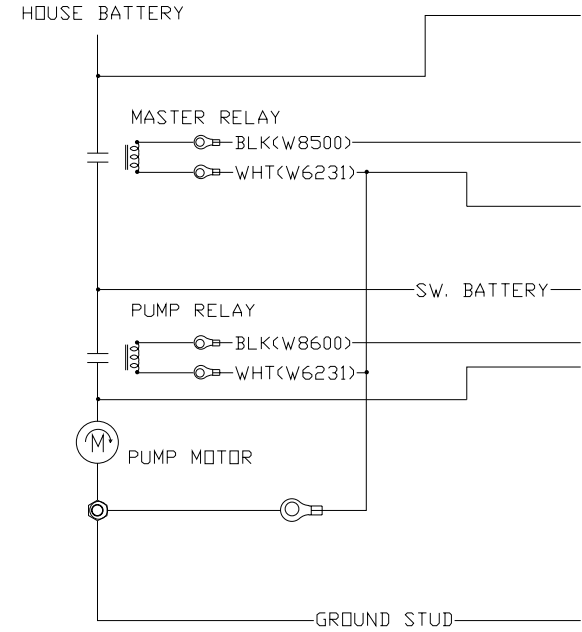 HOUSE BATTERY
MASTER RELAY
BLK(W8500)
WHT(W6231)
SW. BATTERY
PUMP RELAY
BLK(W8600)
WHT(W6231)
M
PUMP MOTOR
GROUND STUD